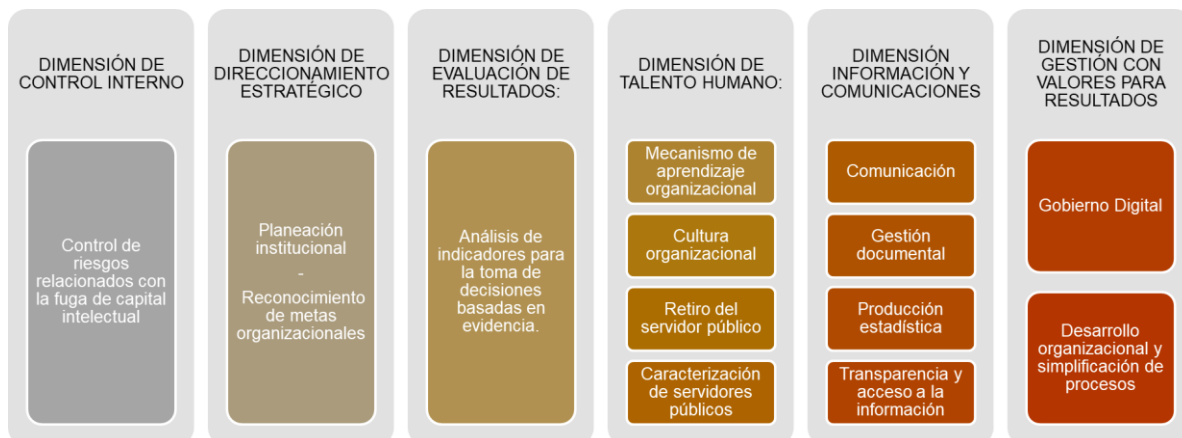 DIMENSIÓN DE
CONTROL INTERNO
Control de
riesgos
relacionados con
la fuga de capital
intelectual
DIMENSIÓN DE
DIRECCIONAMIENTO
ESTRATÉGICO
Planeación
institucional
-
Reconocimiento
de metas
organizacionales
DIMENSIÓN DE
EVALUACIÓN DE
RESULTADOS:
Análisis de
indicadores para
la toma de
decisiones
basadas en
evidencia.
DIMENSIÓN DE
TALENTO HUMANO:
Mecanismo de
aprendizaje
organizacional
Cultura
organizacional
Retiro del
servidor público
Caracterización
de servidores
públicos
DIMENSIÓN
INFORMACIÓN Y
COMUNICACIONES
Comunicación
Gestión
documental
Producción
estadística
Transparencia y
acceso a la
información
DIMENSIÓN DE
GESTIÓN CON
VALORES PARA
RESULTADOS
Gobierno Digital
Desarrollo
organizacional y
simplificación de
procesos